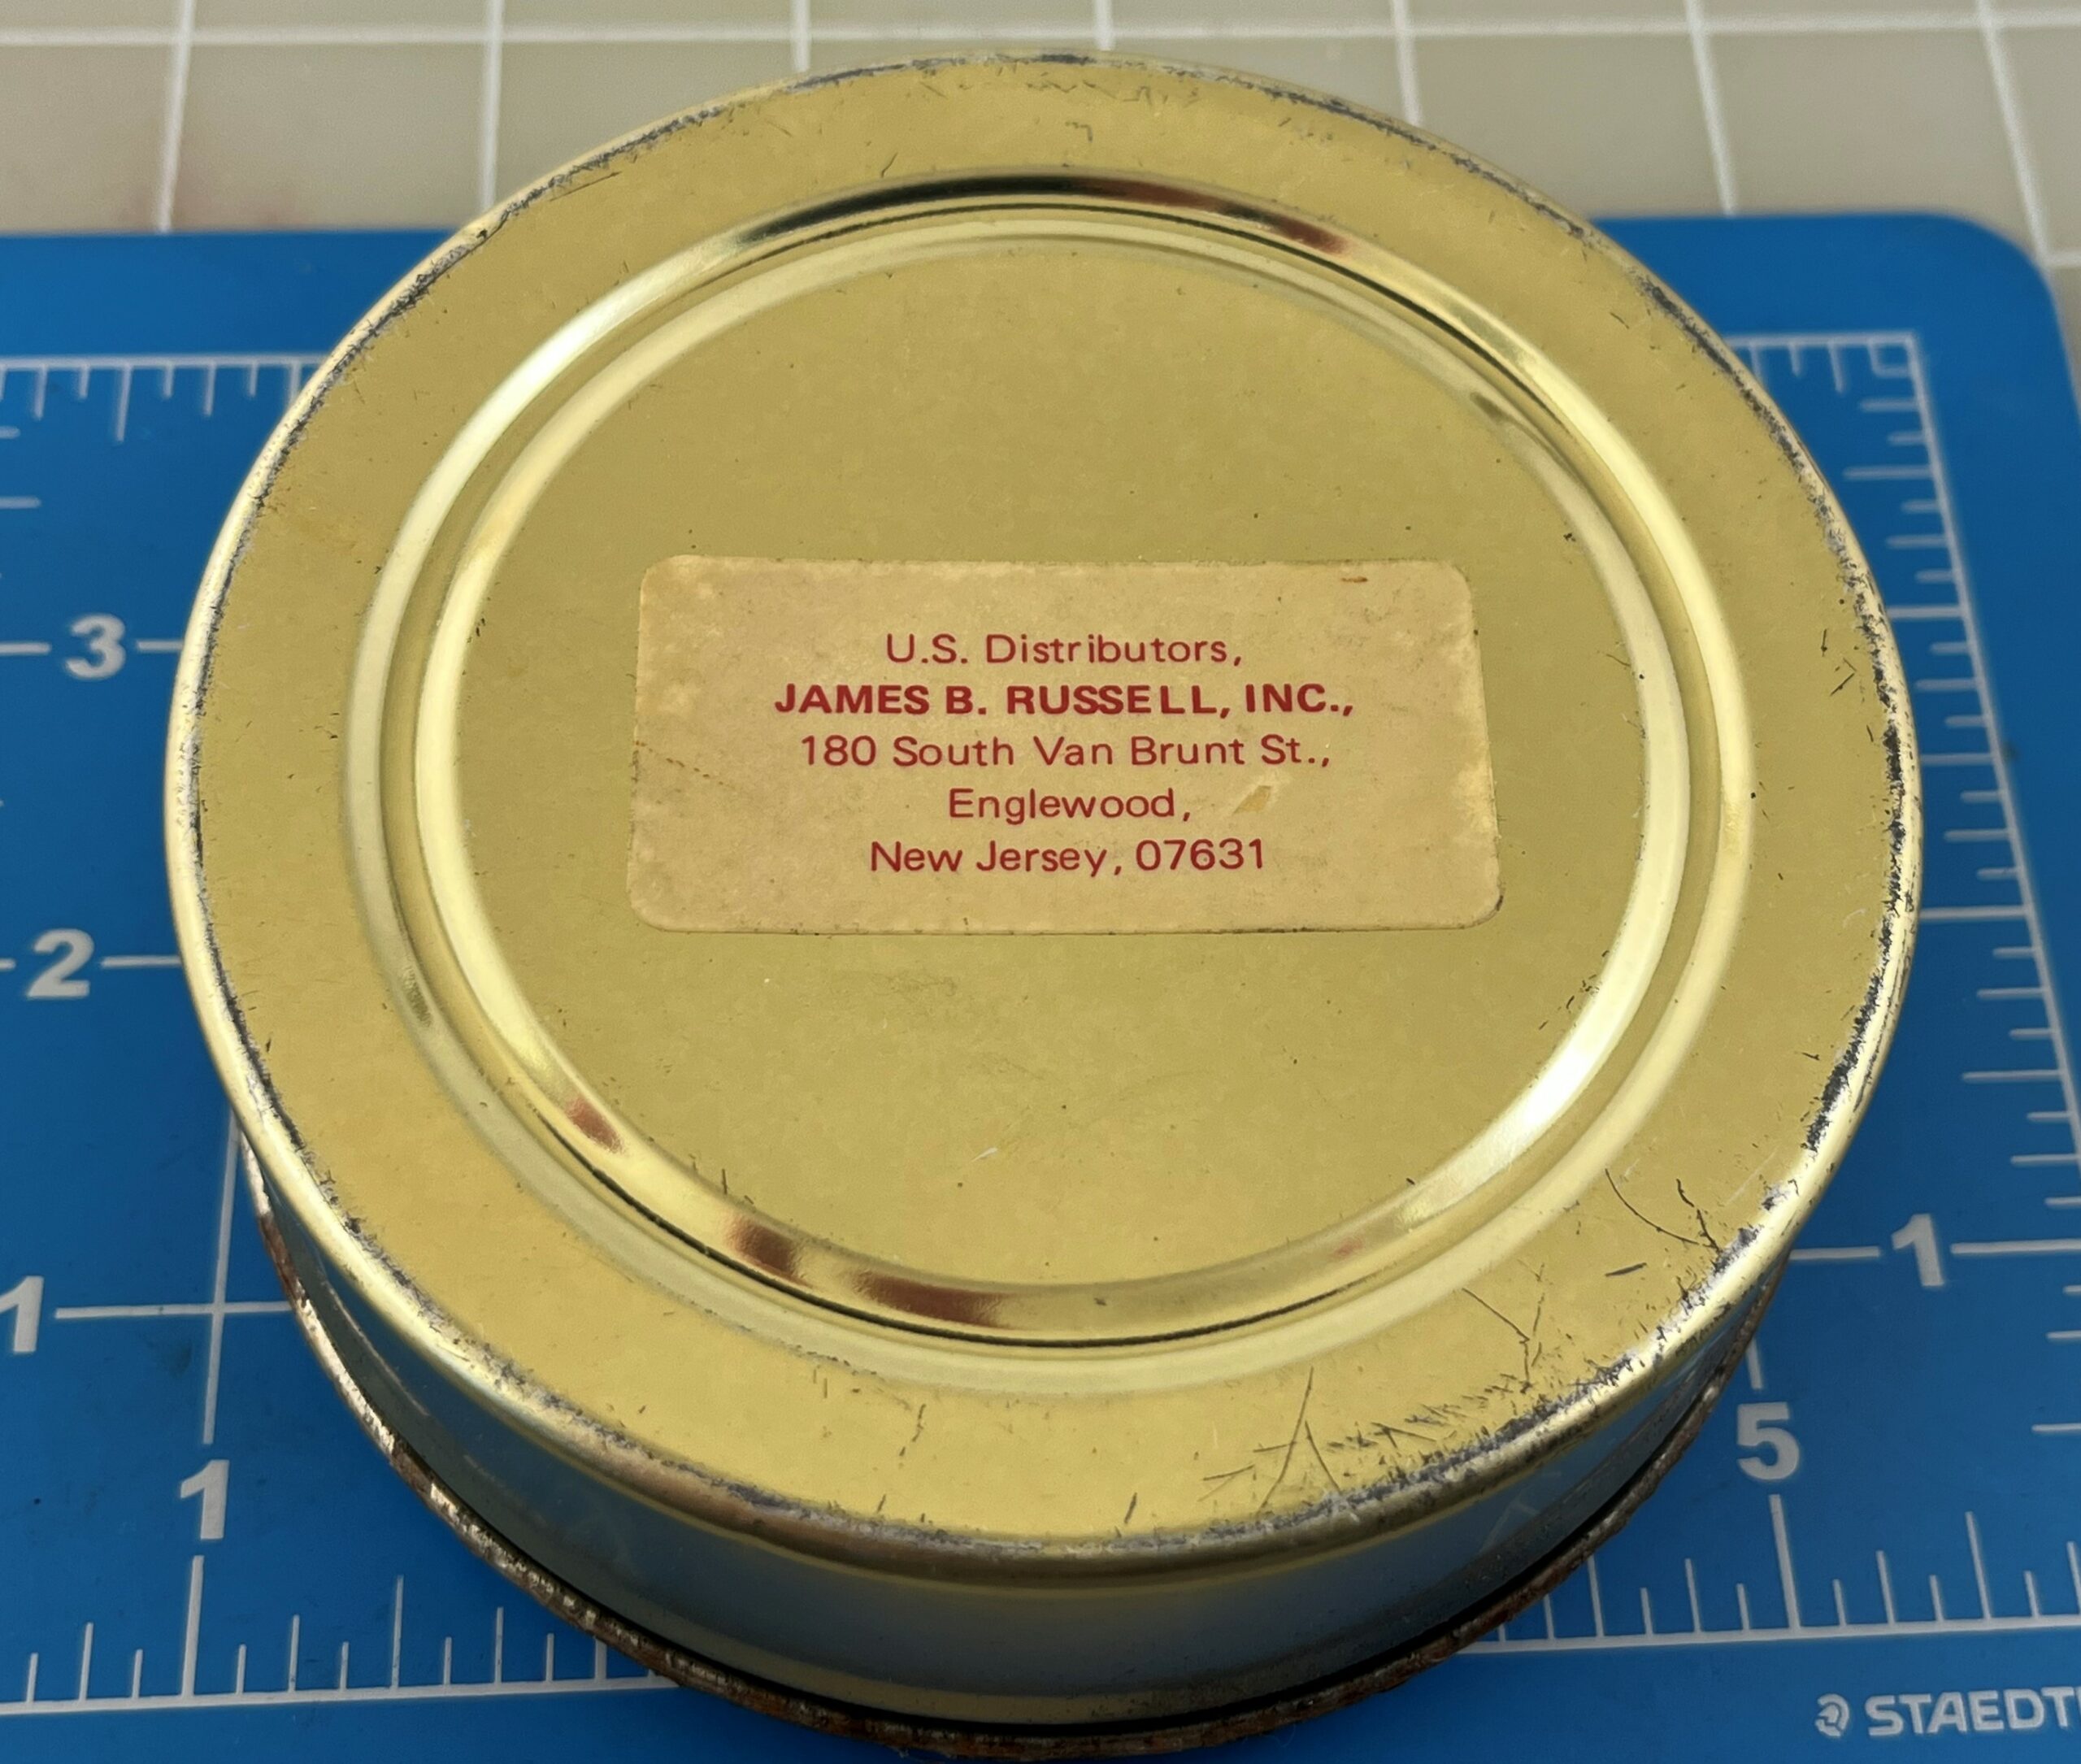 U.S. Distributors,
JAMES B. RUSSELL, INC.,
180 South Van Brunt St.,
Englewood,
New Jersey, 07631
3
2
1
1
1
5
STAEDT